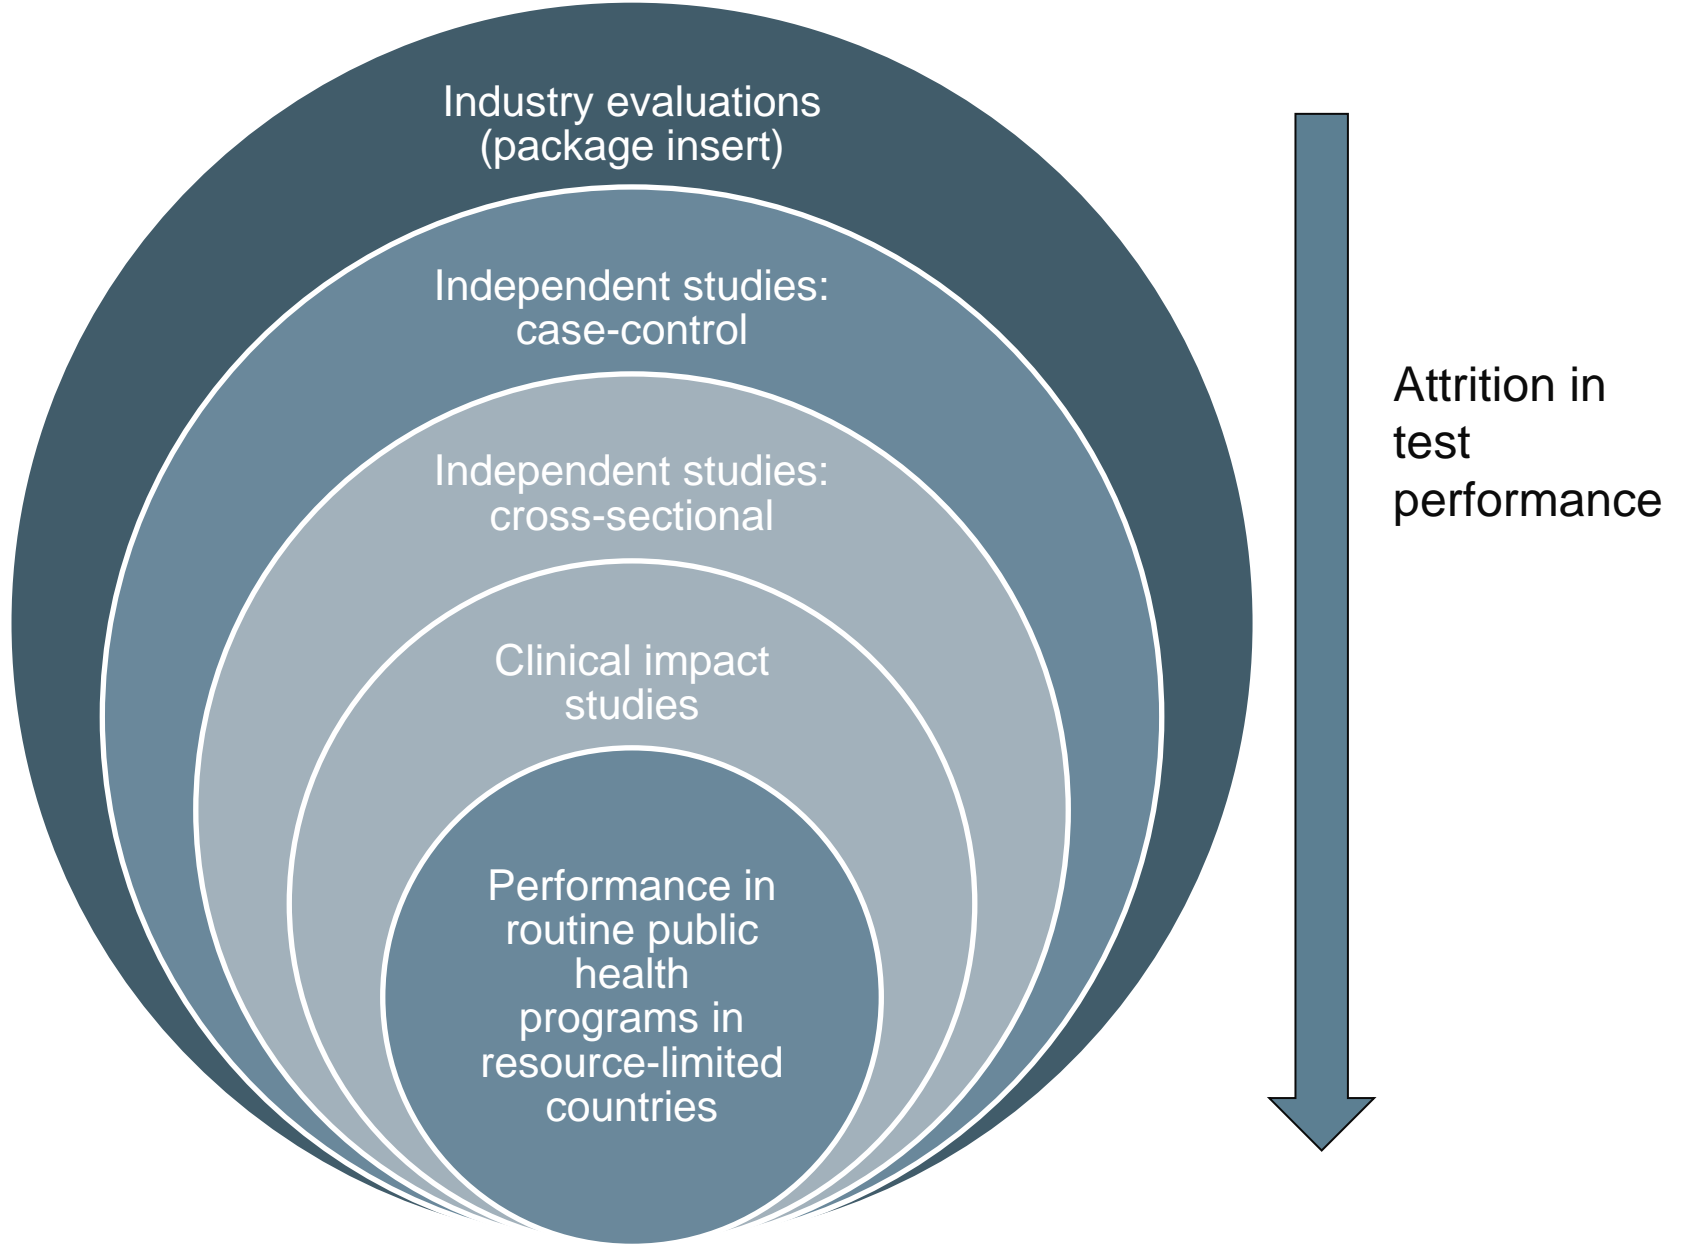 Industry evaluations
(package insert)
Independent studies:
case-control
Independent studies:
cross-sectional
Clinical impact
studies
Performance in
routine public
health
programs in
resource-limited
countries
Attrition in
test
performance